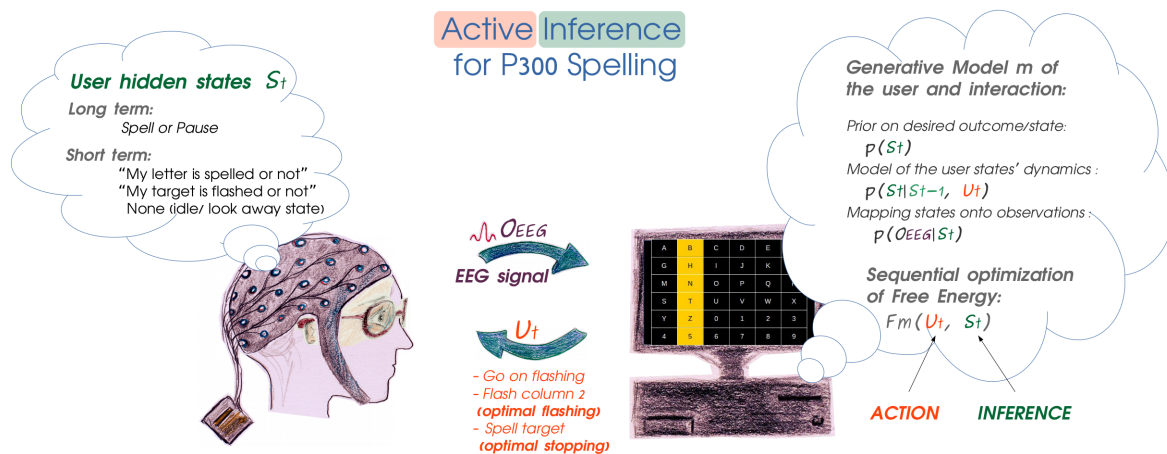 Active Inference
for P300 Spelling
User hidden states St
Long term:
Spell or Pause
Short term:
“My letter is spelled or not”
“My target is flashed or not”
None (idle/ look away state)
OEEG
EEG signal
Ut
- Go on flashing
- Flash column 2
(optimal flashing)
- Spell target
(optimal stopping)
A B C D E
G H I J K
M N O P Q
S T U V W X
Y Z 0 1 2 3
4 5 6 7 8 9
Generative Model m of
the user and interaction:
Prior on desired outcome/state:
p(St)
Model of the user states’ dynamics :
p(St|St-1, Ut)
Mapping states onto observations :
p(OEEG|St)
Sequential optimization
of Free Energy:
Fm(Ut, St)
ACTION INFERENCE